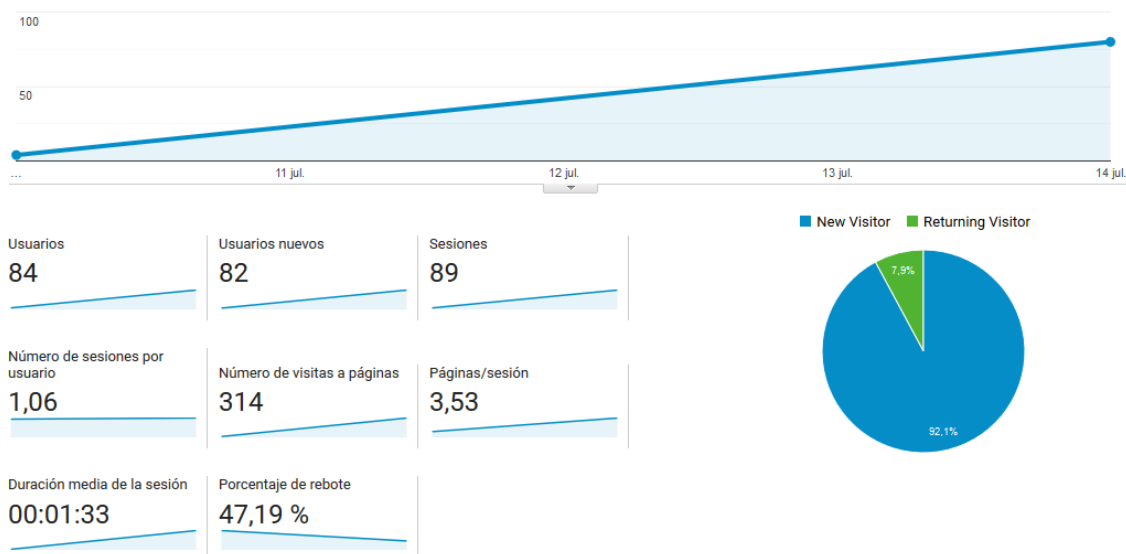 100
50
...
11 jul.
12 jul.
13 jul.
14 jul.
New Visitor
Returning Visitor
Usuarios
84
Usuarios nuevos
82
Sesiones
89
7,9%
92,1%
Número de sesiones por
usuario
1,06
Número de visitas a páginas
314
Páginas/sesión
3,53
Duración media de la sesión
00:01:33
Porcentaje de rebote
47,19 %